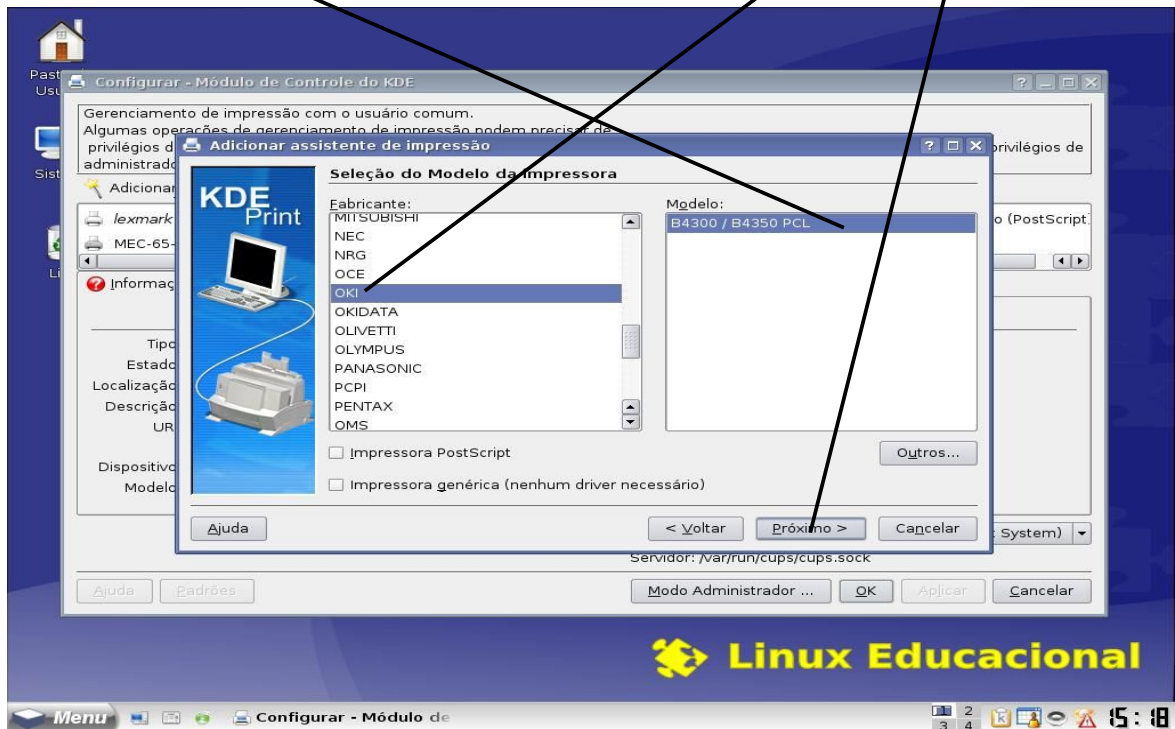 Past
Usu
Sist
Li
Configurar - Módulo de Controle do KDE
Gerenciamento de impressão com o usuário comum.
Algumas operações de gerenciamento de impressão podem precisar de
privilégios d
privilégios de
administrado
Adicionar
lexmark
o (PostScript
MEC-65-
Informaç
Tipo
Estado
Localização
Descrição
UR
Dispositivo
Modelo
System)
Servidor: /var/run/cups/cups.sock
Ajuda
Padrões
Modo Administrador ...
OK
Aplicar
Cancelar
Adicionar assistente de impressão
KDE
Print
Seleção do Modelo da Impressora
Fabricante:
MITSUBISHI
NEC
NRG
OCE
OKI
OKIDATA
OLIVETTI
OLYMPUS
PANASONIC
PCPI
PENTAX
QMS
Modelo:
B4300 / B4350 PCL
Impressora PostScript
Outros...
Impressora genérica (nenhum driver necessário)
Ajuda
< Voltar
Próximo >
Cancelar
Linux Educacional
Menu
Configurar - Módulo de
1 2
3 4
15:18